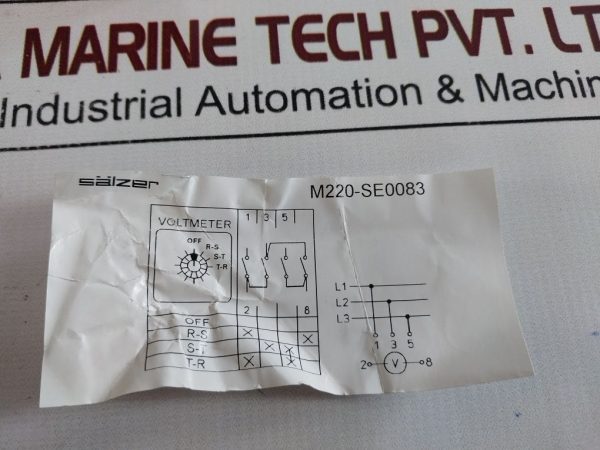 MARINE TECH PVT. LT
Industrial Automation & Machin
sälzer
M220-SE0083
VOLTMETER
1 3 5
OFF
R-S
S-T
T-R
2 8
OFF
R-S X X
S-T X X
T-R X X
L1
L2
L3
1 3 5
2 V 8